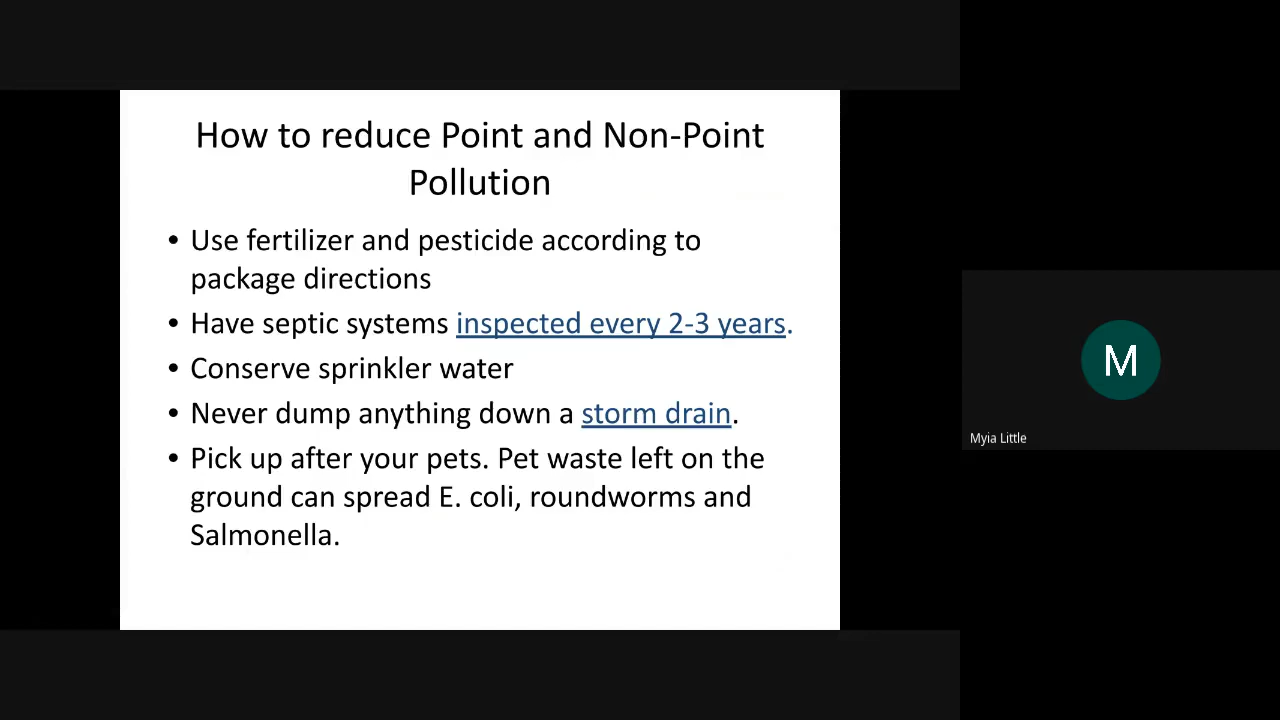 How to reduce Point and Non-Point
Pollution
• Use fertilizer and pesticide according to
package directions
• Have septic systems inspected every 2-3 years.
• Conserve sprinkler water
• Never dump anything down a storm drain.
• Pick up after your pets. Pet waste left on the
ground can spread E. coli, roundworms and
Salmonella.
M
Myia Little